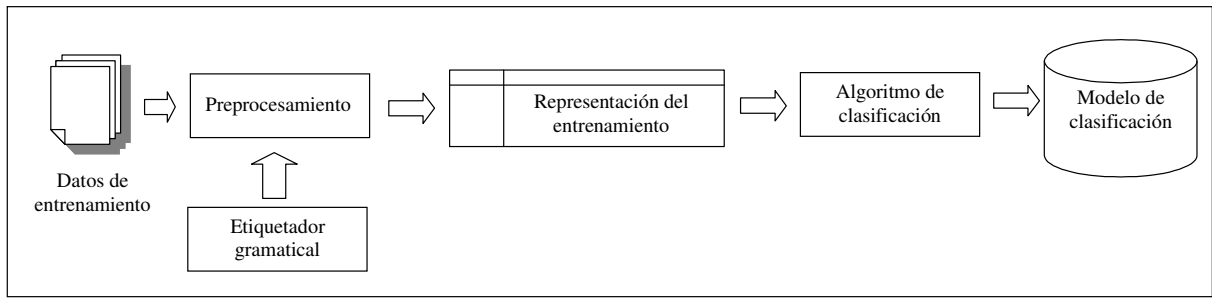 Datos de
entrenamiento
Preprocesamiento
Etiquetador
gramatical
Representación del
entrenamiento
Algoritmo de
clasificación
Modelo de
clasificación